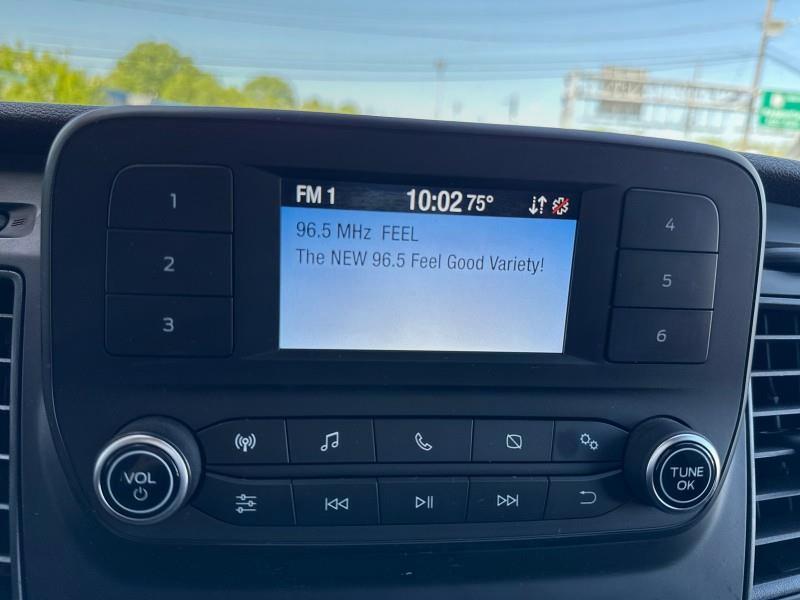 FM 1 10:02 75°
96.5 MHz FEEL
The NEW 96.5 Feel Good Variety!
1
2
3
4
5
6
VOL
TUNE
OK